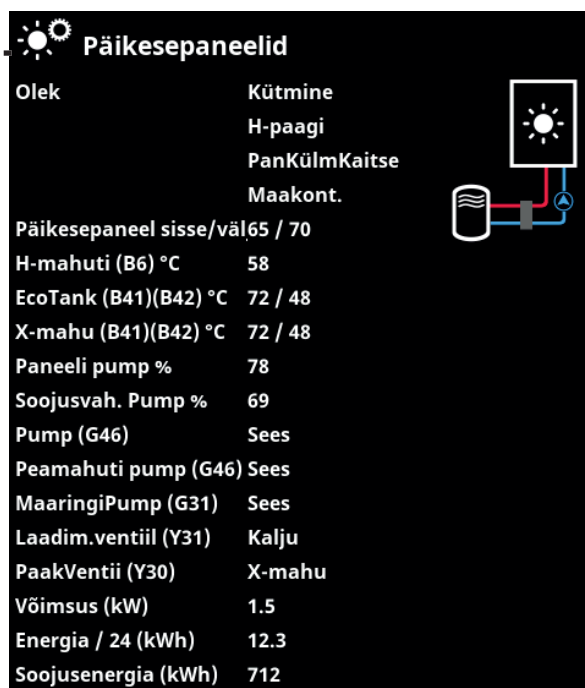 Päikesepaneelid
Olek Kütmine
H-paagi
PanKülmKaitse
Maakont.
Päikesepaneel sisse/väl 65 / 70
H-mahuti (B6) °C 58
EcoTank (B41)(B42) °C 72 / 48
X-mahu (B41)(B42) °C 72 / 48
Paneeli pump % 78
Soojusvah. Pump % 69
Pump (G46) Sees
Peamahuti pump (G46) Sees
MaaringiPump (G31) Sees
Laadim.ventiil (Y31) Kalju
PaakVentii (Y30) X-mahu
Võimsus (kW) 1.5
Energia / 24 (kWh) 12.3
Soojusenergia (kWh) 712